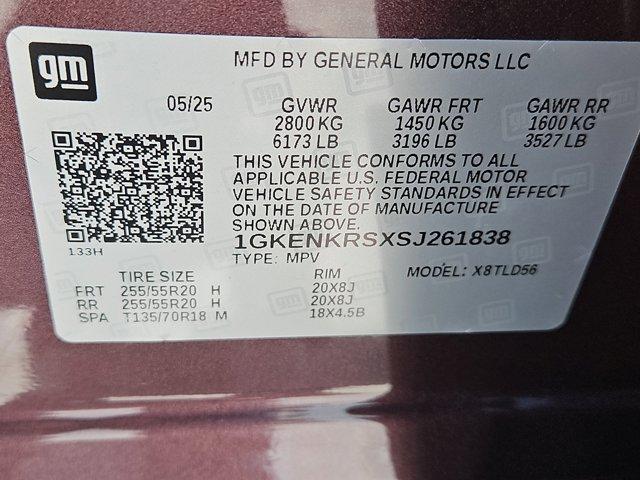 gm
MFD BY GENERAL MOTORS LLC
05/25 GVWR GAWR FRT GAWR RR
2800 KG 1450 KG 1600 KG
6173 LB 3196 LB 3527 LB
THIS VEHICLE CONFORMS TO ALL
APPLICABLE U.S. FEDERAL MOTOR
VEHICLE SAFETY STANDARDS IN EFFECT
ON THE DATE OF MANUFACTURE
SHOWN ABOVE.
1GKENKRSXSJ261838
133H
TYPE: MPV MODEL: X8TLD56
TIRE SIZE RIM
FRT 255/55R20 H 20X8J
RR 255/55R20 H 20X8J
SPA T135/70R18 M 18X4.5B